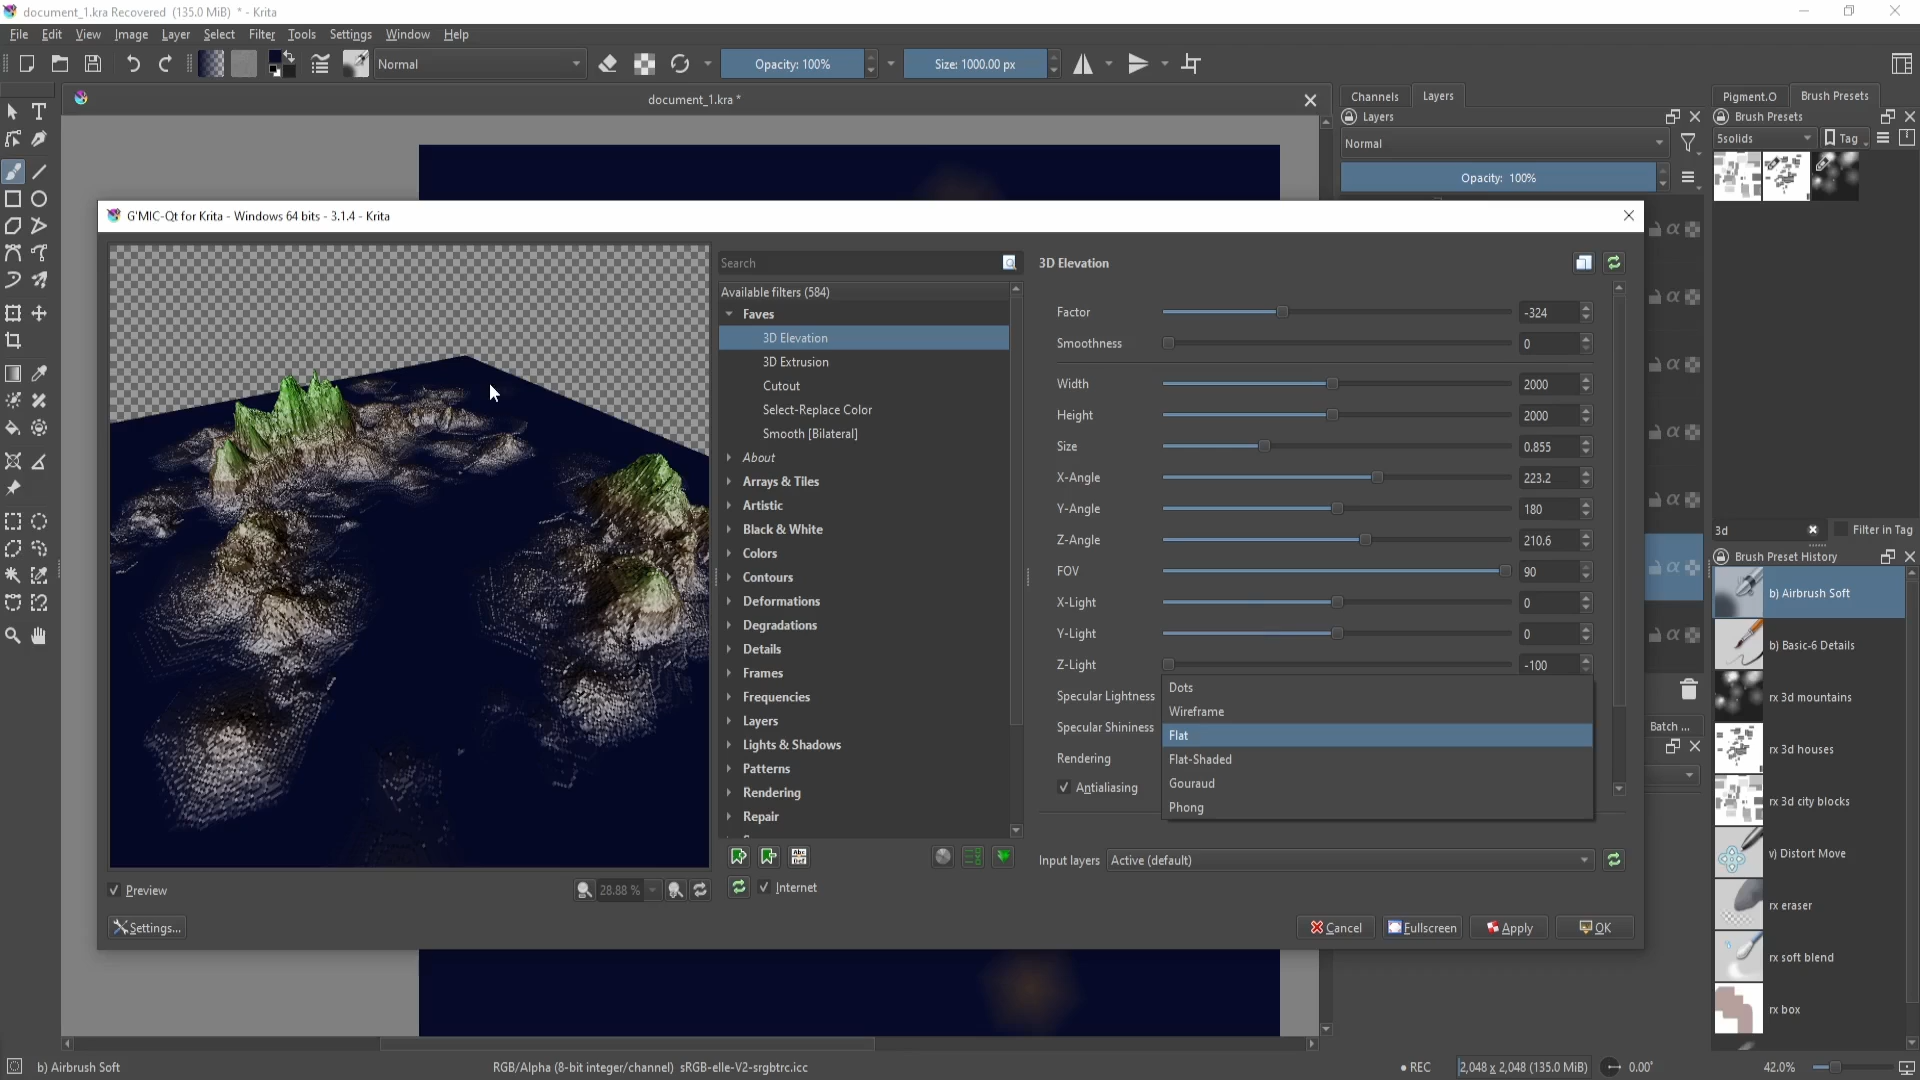 document_1.kra Recovered (135.0 MiB) * - Krita
File Edit View Image Layer Select Filter Tools Settings Window Help
Normal
Opacity: 100%
Size: 1000.00 px
document_1.kra *
Channels
Layers
Pigment.O
Brush Presets
Layers
Brush Presets
Normal
5solids
Tag
Opacity: 100%
G'MIC-Qt for Krita - Windows 64 bits - 3.1.4 - Krita
Search
Available filters (584)
Faves
3D Elevation
3D Extrusion
Cutout
Select-Replace Color
Smooth [Bilateral]
About
Arrays & Tiles
Artistic
Black & White
Colors
Contours
Deformations
Degradations
Details
Frames
Frequencies
Layers
Lights & Shadows
Patterns
Rendering
Repair
Abc
Internet
3D Elevation
Factor -324
Smoothness 0
Width 2000
Height 2000
Size 0.855
X-Angle 223.2
Y-Angle 180
Z-Angle 210.6
FOV 90
X-Light 0
Y-Light 0
Z-Light -100
Specular Lightness
Specular Shininess
Rendering
Antialiasing
Dots
Wireframe
Flat
Flat-Shaded
Gouraud
Phong
Input layers Active (default)
Preview
28.88 %
Settings...
Cancel
Fullscreen
Apply
OK
3d
Filter in Tag
Brush Preset History
b) Airbrush Soft
b) Basic-6 Details
rx 3d mountains
rx 3d houses
rx 3d city blocks
v) Distort Move
rx eraser
rx soft blend
rx box
Batch ...
b) Airbrush Soft
RGB/Alpha (8-bit integer/channel) sRGB-elle-V2-srgbtrc.icc
REC
2,048 x 2,048 (135.0 MiB)
0.00°
42.0%